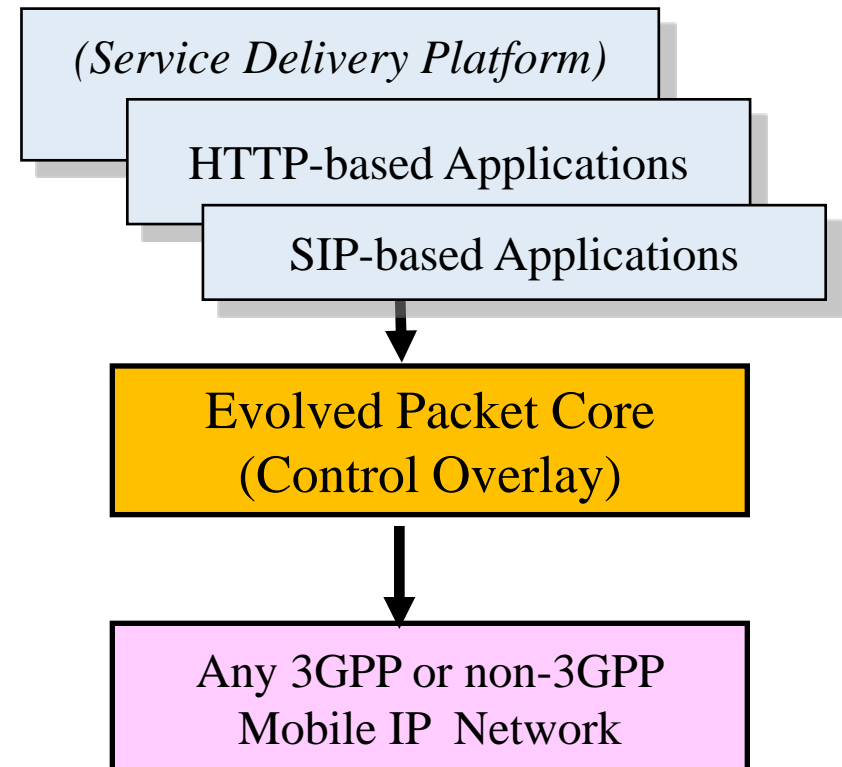 (Service Delivery Platform)
HTTP-based Applications
SIP-based Applications
Evolved Packet Core
(Control Overlay)
Any 3GPP or non-3GPP
Mobile IP Network